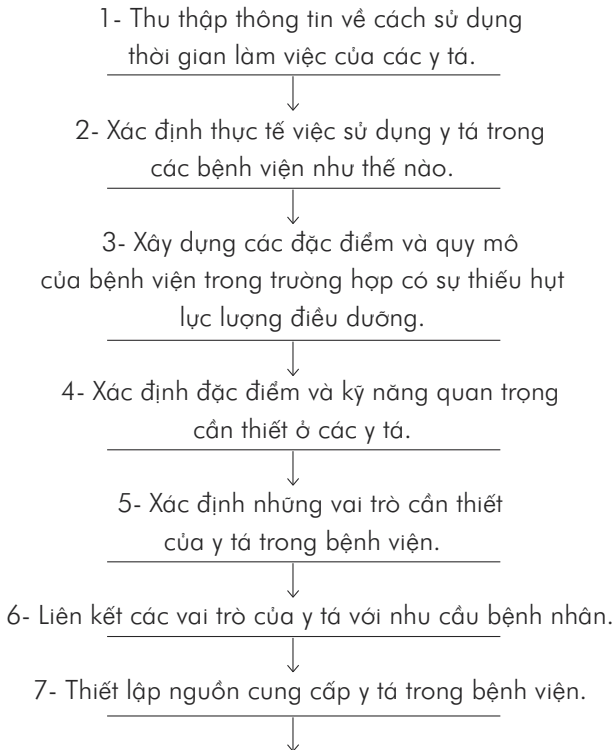 1- Thu thập thông tin về cách sử dụng
thời gian làm việc của các y tá.
2- Xác định thực tế việc sử dụng y tá trong
các bệnh viện như thế nào.
3- Xây dựng các đặc điểm và quy mô
của bệnh viện trong trường hợp có sự thiếu hụt
lực lượng điều dưỡng.
4- Xác định đặc điểm và kỹ năng quan trọng
cần thiết ở các y tá.
5- Xác định những vai trò cần thiết
của y tá trong bệnh viện.
6- Liên kết các vai trò của y tá với nhu cầu bệnh nhân.
7- Thiết lập nguồn cung cấp y tá trong bệnh viện.